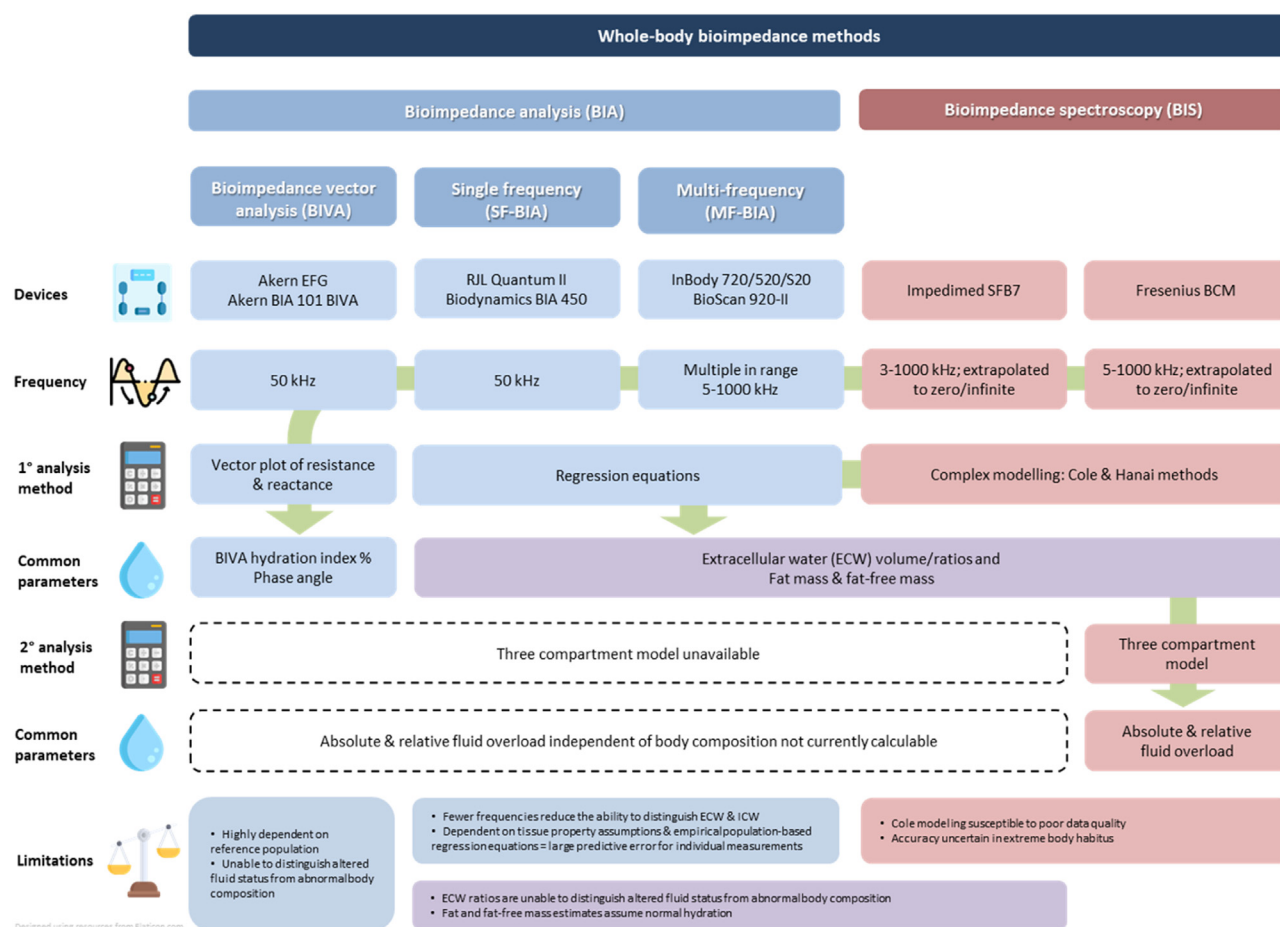 Whole-body bioimpedance methods
Bioimpedance analysis (BIA)
Bioimpedance spectroscopy (BIS)
Bioimpedance vector
analysis (BIVA)
Single frequency
(SF-BIA)
Multi-frequency
(MF-BIA)
Devices
Akern EFG
Akern BIA 101 BIVA
RJL Quantum II
Biodynamics BIA 450
InBody 720/520/S20
BioScan 920-II
Impedimed SFB7
Fresenius BCM
Frequency
50 kHz
50 kHz
Multiple in range
5-1000 kHz
3-1000 kHz; extrapolated
to zero/infinite
5-1000 kHz; extrapolated
to zero/infinite
1° analysis
method
Vector plot of resistance
& reactance
Regression equations
Complex modelling: Cole & Hanai methods
Common
parameters
BIVA hydration index %
Phase angle
Extracellular water (ECW) volume/ratios and
Fat mass & fat-free mass
2° analysis
method
Three compartment model unavailable
Three compartment
model
Common
parameters
Absolute & relative fluid overload independent of body composition not currently calculable
Absolute & relative
fluid overload
Limitations
• Highly dependent on
reference population
• Unable to distinguish altered
fluid status from abnormalbody
composition
• Fewer frequencies reduce the ability to distinguish ECW & ICW
• Dependent on tissue property assumptions & empirical population-based
regression equations = large predictive error for individual measurements
• Cole modeling susceptible to poor data quality
• Accuracy uncertain in extreme body habitus
• ECW ratios are unable to distinguish altered fluid status from abnormalbody composition
• Fat and fat-free mass estimates assume normal hydration